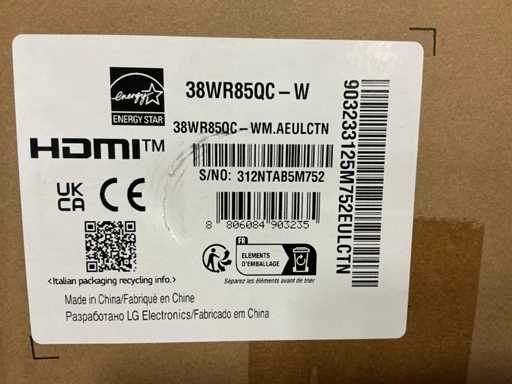 energy
ENERGY STAR
38WR85QC-W
38WR85QC-WM.AEULCTN
HDMI™
S/NO: 312NTAB5M752
UK
CA
CE
8 806084 903235
<Italian packaging recycling info.>
FR
ELEMENTS
D'EMBALLAGE
Séparez les éléments avant de trier
Made in China/Fabriqué en Chine
Разработано LG Electronics/Fabricado em China
903233125M752EULCTN